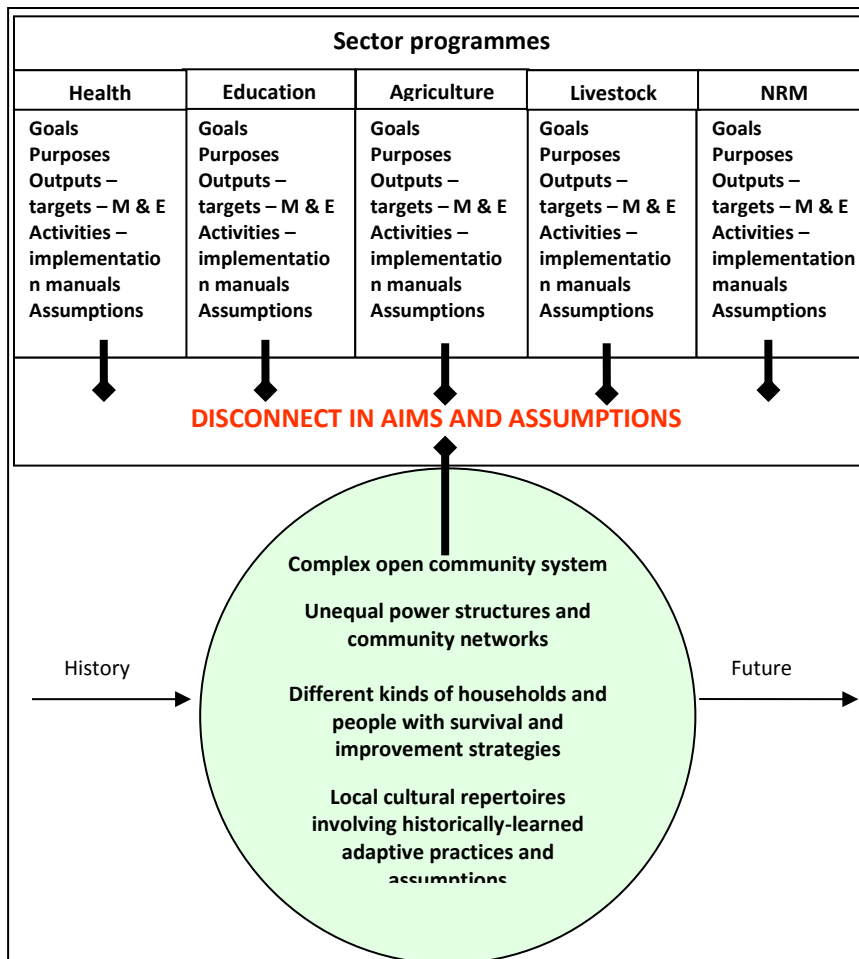 Sector programmes
Health
Education
Agriculture
Livestock
NRM
Goals
Purposes
Outputs –
targets – M & E
Activities –
implementatio
n manuals
Assumptions
Goals
Purposes
Outputs –
targets – M & E
Activities –
implementatio
n manuals
Assumptions
Goals
Purposes
Outputs –
targets – M & E
Activities –
implementatio
n manuals
Assumptions
Goals
Purposes
Outputs –
targets – M & E
Activities –
implementatio
n manuals
Assumptions
Goals
Purposes
Outputs –
targets – M & E
Activities –
implementation
manuals
Assumptions
DISCONNECT IN AIMS AND ASSUMPTIONS
Complex open community system
Unequal power structures and
community networks
History
Future
Different kinds of households and
people with survival and
improvement strategies
Local cultural repertoires
involving historically-learned
adaptive practices and
assumptions